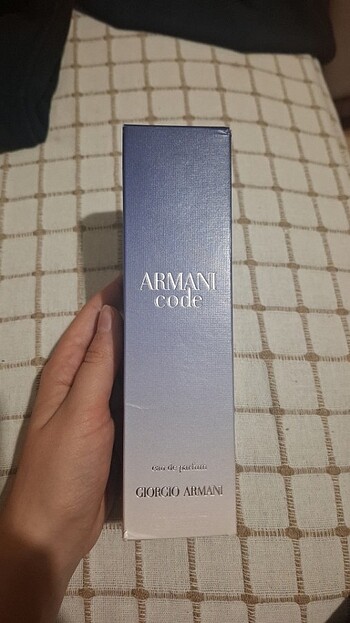 ARMANI
code
eau de parfum
GIORGIO ARMANI